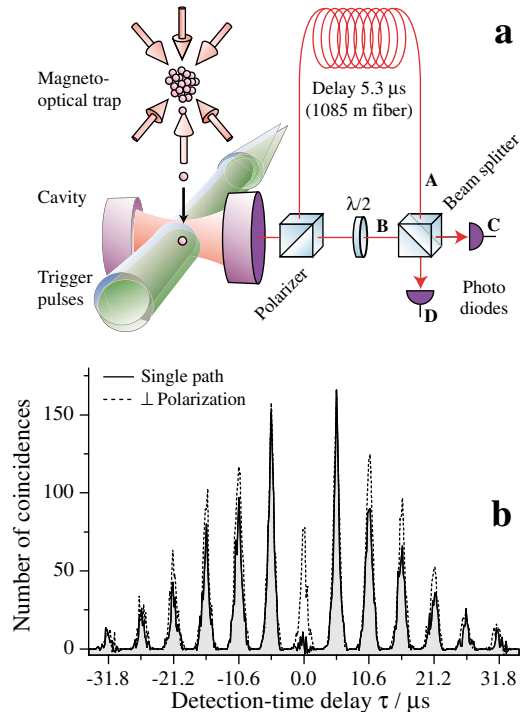 a
Magneto-
optical trap
Delay 5.3 µs
(1085 m fiber)
A
Beam splitter
Cavity
λ/2
B
C
Trigger
pulses
Polarizer
D
Photo
diodes
b
Single path
⊥ Polarization
Number of coincidences
150
100
50
0
-31.8 -21.2 -10.6 0.0 10.6 21.2 31.8
Detection-time delay τ / µs